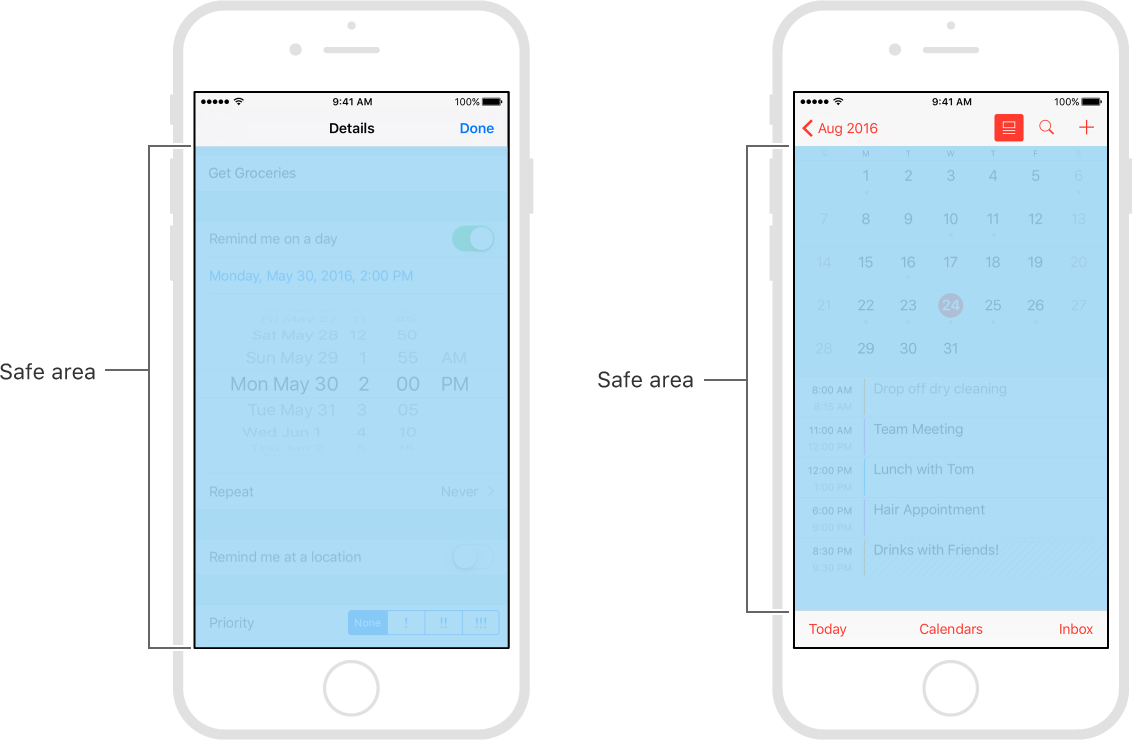 9:41 AM
100%
Details
Done
Get Groceries
Remind me on a day
Monday, May 30, 2016, 2:00 PM
Sat May 28 12 50
Sun May 29 1 55 AM
Mon May 30 2 00 PM
Tue May 31 3 05
Wed Jun 1 4 10
Repeat
Never
Remind me at a location
Priority
None
!
!!
!!!
Safe area
9:41 AM
100%
Aug 2016
M T W T F
1 2 3 4 5 6
7 8 9 10 11 12 13
14 15 16 17 18 19 20
21 22 23 24 25 26 27
28 29 30 31
8:00 AM Drop off dry cleaning
8:15 AM
11:00 AM Team Meeting
12:00 PM
12:00 PM Lunch with Tom
1:00 PM
6:00 PM Hair Appointment
9:00 PM
8:30 PM Drinks with Friends!
9:30 PM
Today
Calendars
Inbox
Safe area